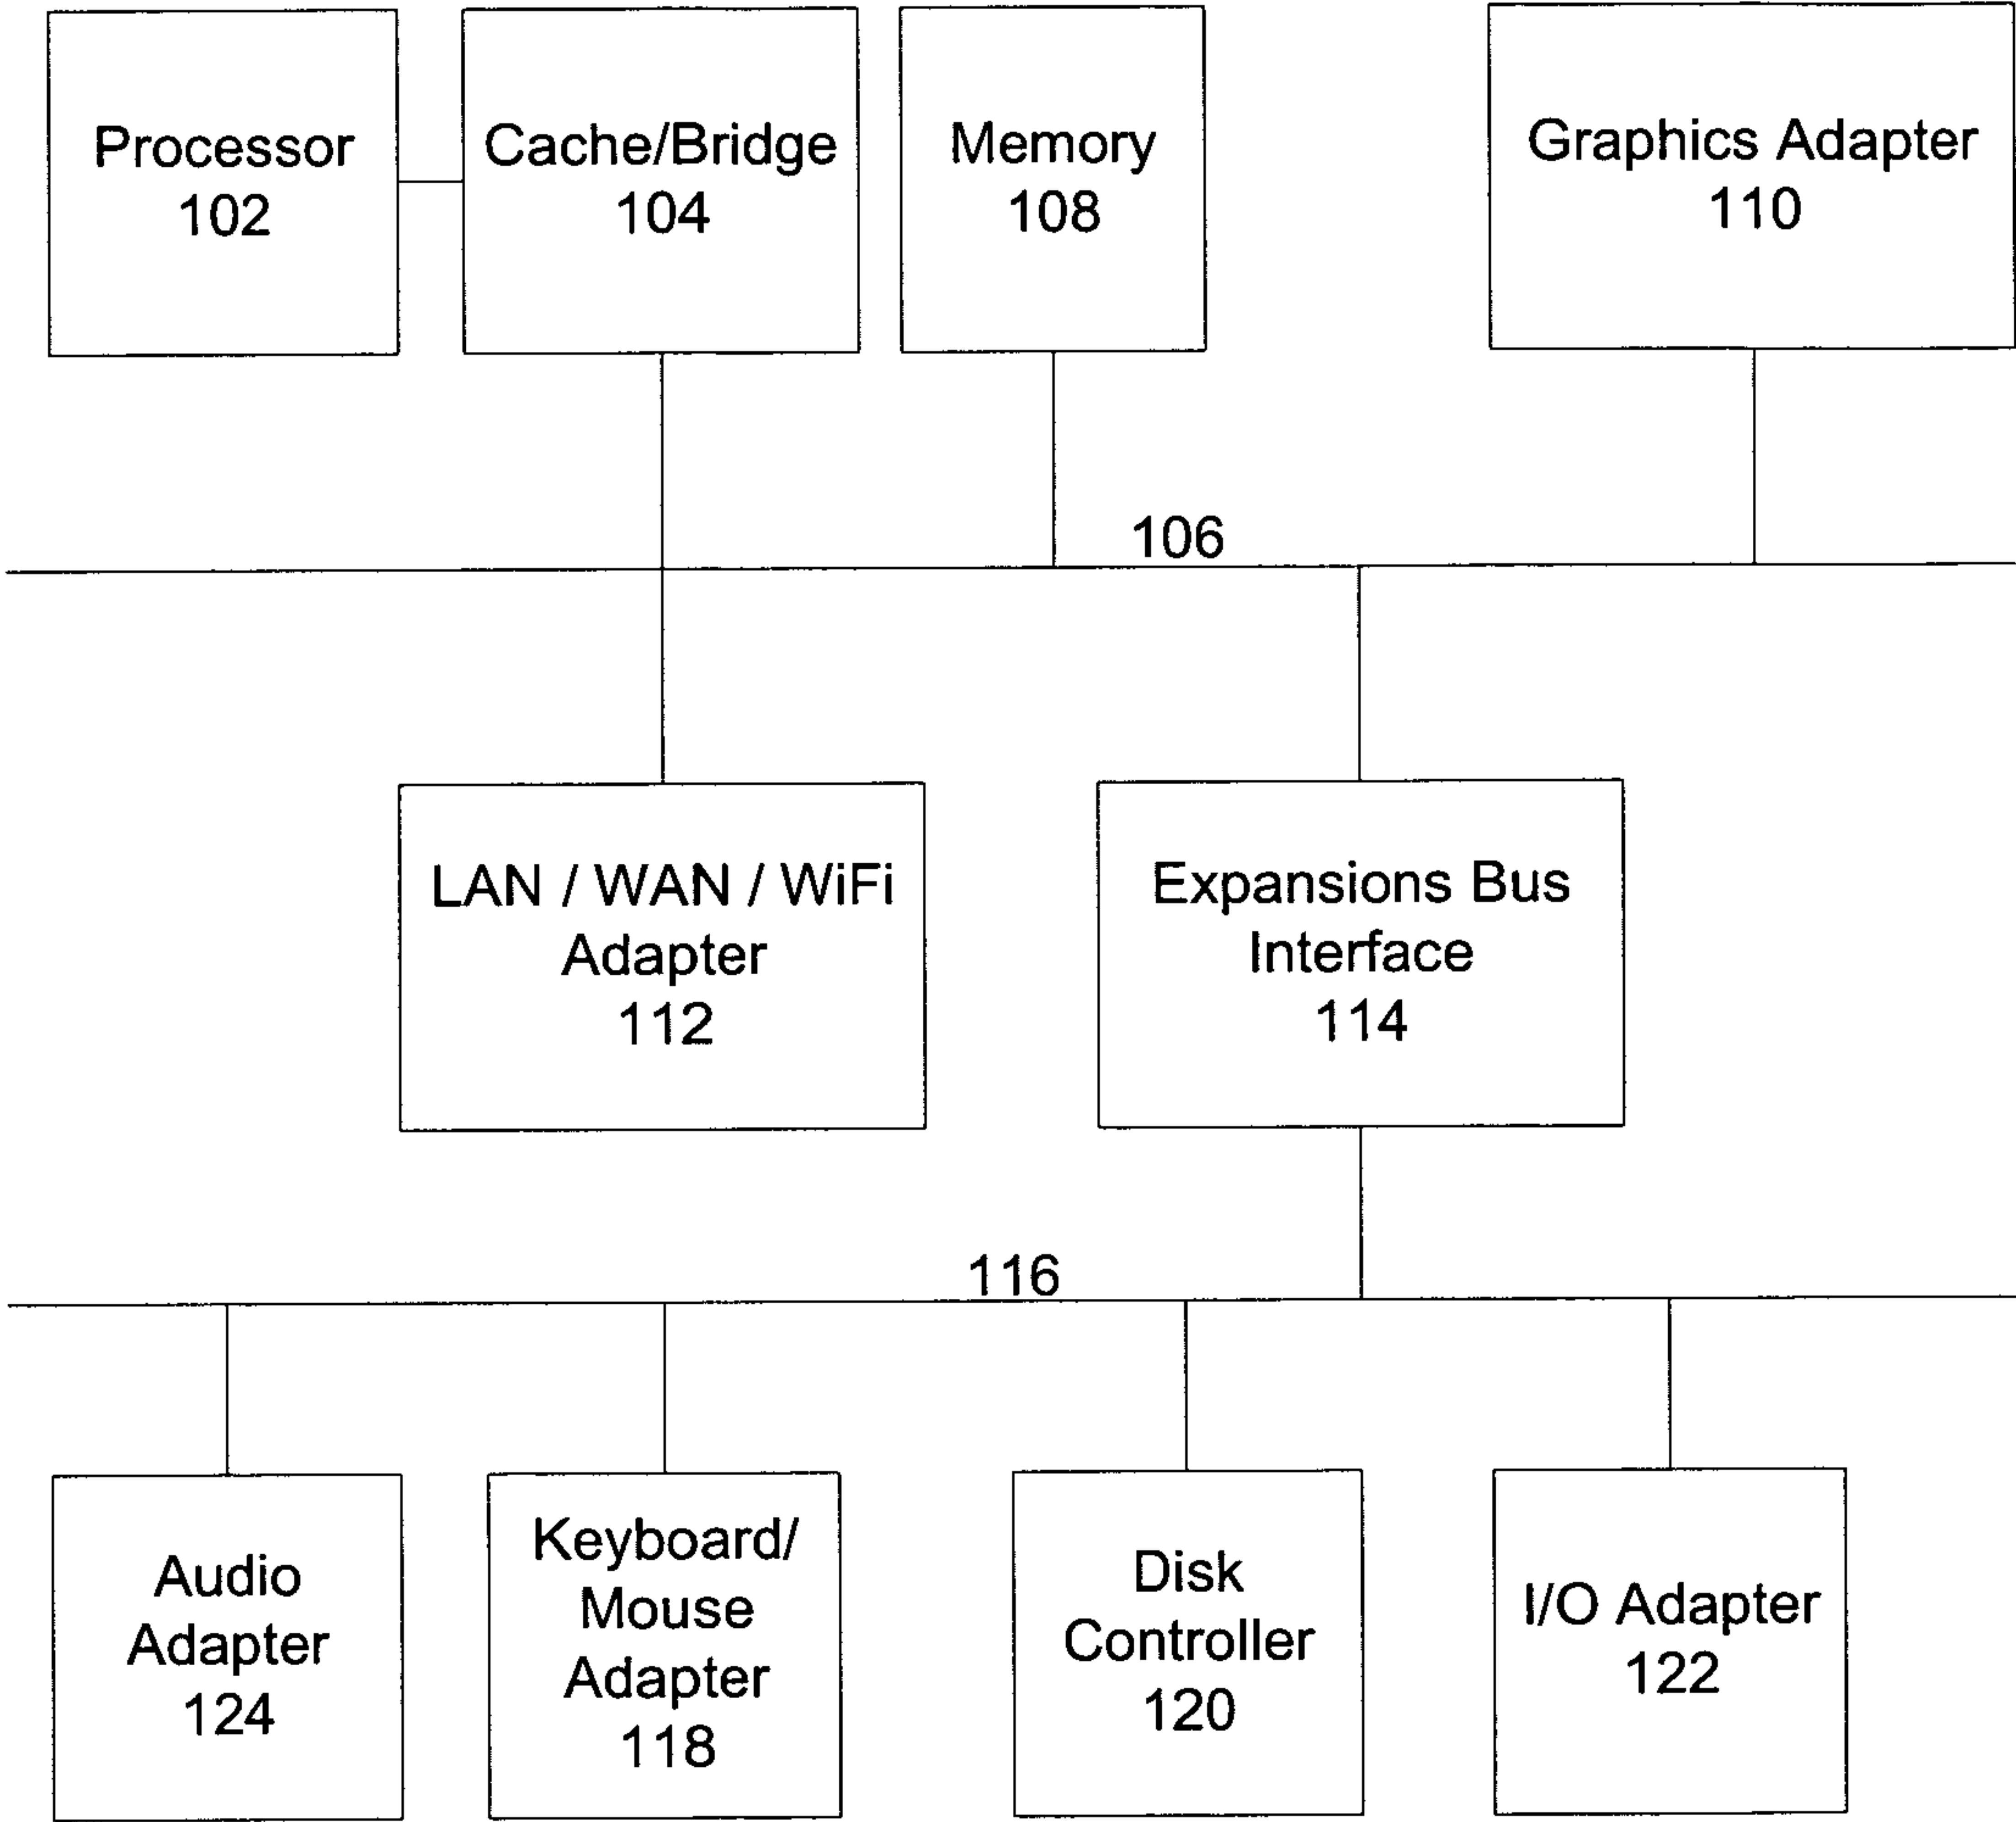 Processor
102
Cache/Bridge
104
Memory
108
Graphics Adapter
110
106
LAN / WAN / WiFi
Adapter
112
Expansions Bus
Interface
114
116
Audio
Adapter
124
Keyboard/
Mouse
Adapter
118
Disk
Controller
120
I/O Adapter
122